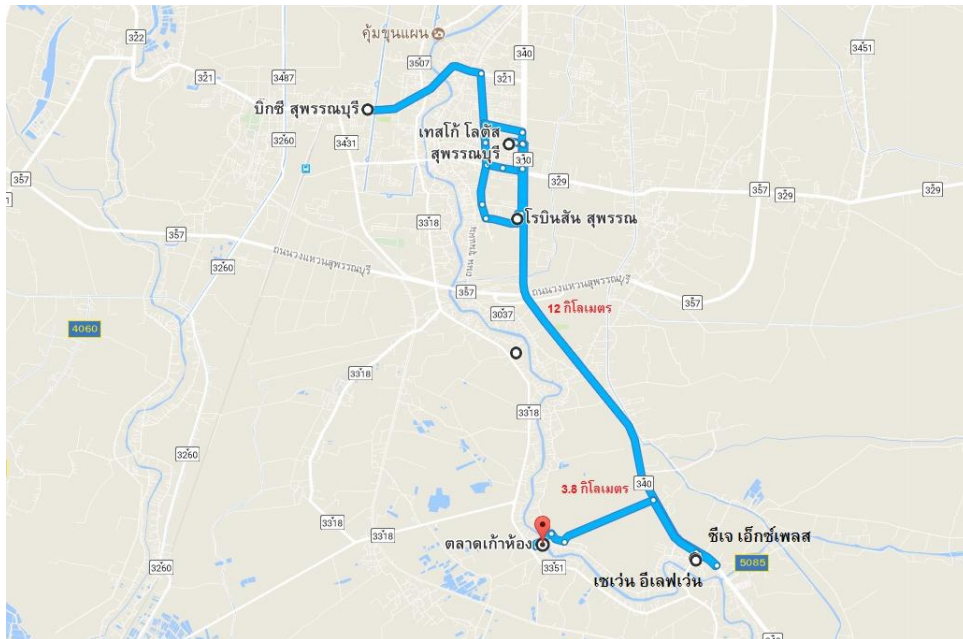 คุ้มขุนแผน
322
3507
340
3451
321
321
3487
บิ๊กซี สุพรรณบุรี
เทสโก้ โลตัส
สุพรรณบุรี
3260
3431
340
357
329
357
329
3318
โรบินสัน สุพรรณ
357
ถนนวงแหวนสุพรรณบุรี
3260
ถนนวงแหวนสุพรรณบุรี
357
357
3037
12 กิโลเมตร
4060
3318
3318
3260
3.8 กิโลเมตร
340
3318
3318
ตลาดเก้าห้อง
ซีเจ เอ็กซ์เพลส
3260
3351
5085
เซเว่น อีเลฟเว่น